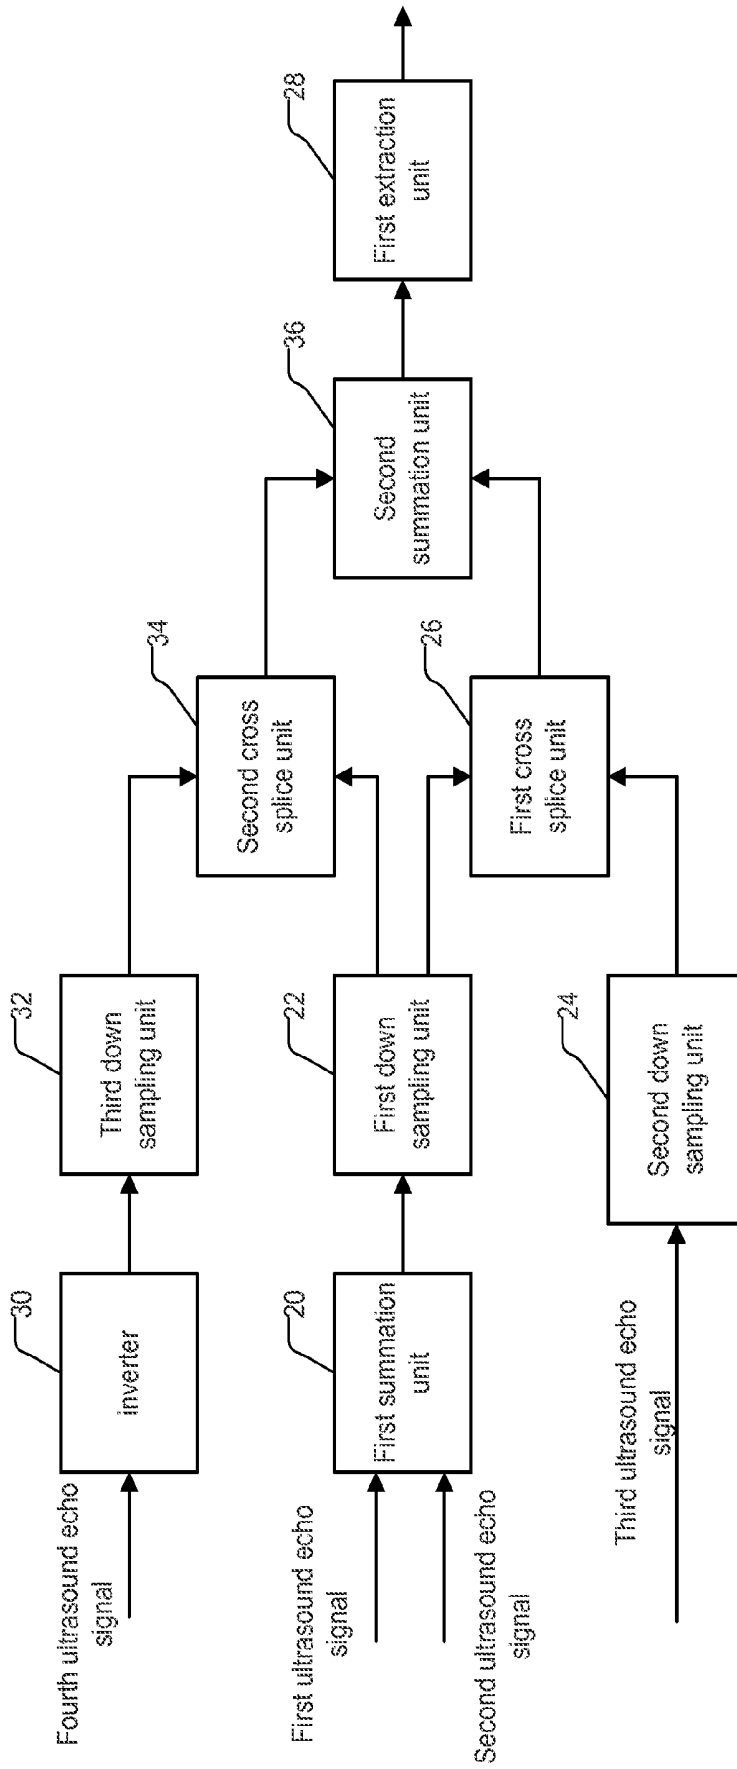 Fourth ultrasound echo
signal
30
inverter
32
Third down
sampling unit
34
Second cross
splice unit
First ultrasound echo
signal
Second ultrasound echo
signal
20
First summation
unit
22
First down
sampling unit
26
First cross
splice unit
36
Second
summation unit
28
First extraction
unit
Third ultrasound echo
signal
24
Second down
sampling unit